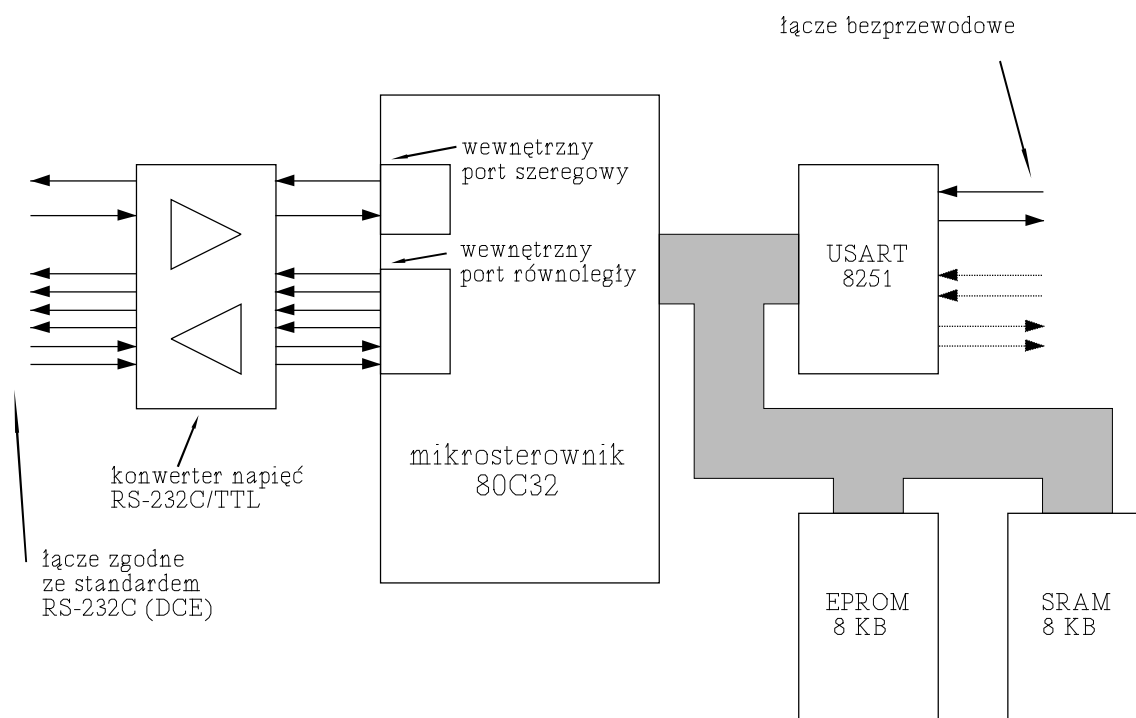 łącze bezprzewodowe
wewnętrzny
port szeregowy
wewnętrzny
port równoległy
USART
8251
mikrosterownik
80C32
konwerter napięć
RS-232C/TTL
łącze zgodne
ze standardem
RS-232C (DCE)
EPROM
8 KB
SRAM
8 KB